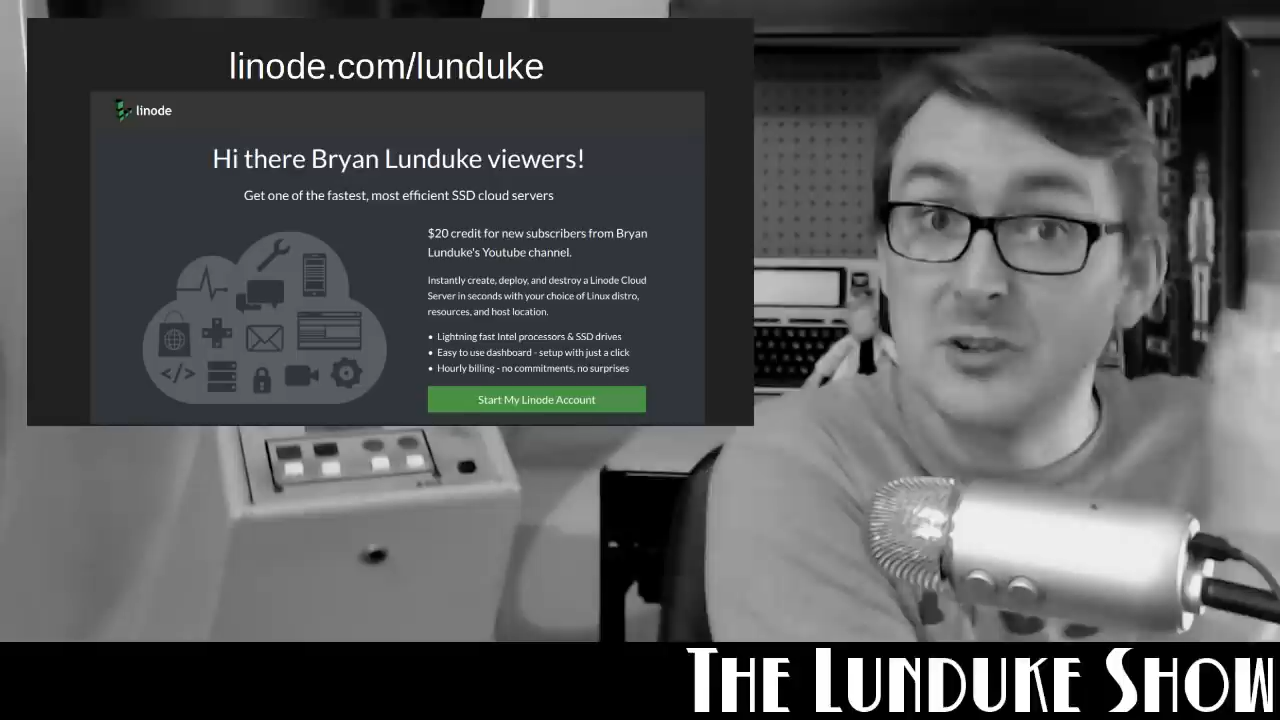 linode.com/lunduke
linode
Hi there Bryan Lunduke viewers!
Get one of the fastest, most efficient SSD cloud servers
$20 credit for new subscribers from Bryan
Lunduke's Youtube channel.
Instantly create, deploy, and destroy a Linode Cloud
Server in seconds with your choice of Linux distro,
resources, and host location.
• Lightning fast Intel processors & SSD drives
• Easy to use dashboard - setup with just a click
• Hourly billing - no commitments, no surprises
</>
Start My Linode Account
THE LUNDUKE SHOW